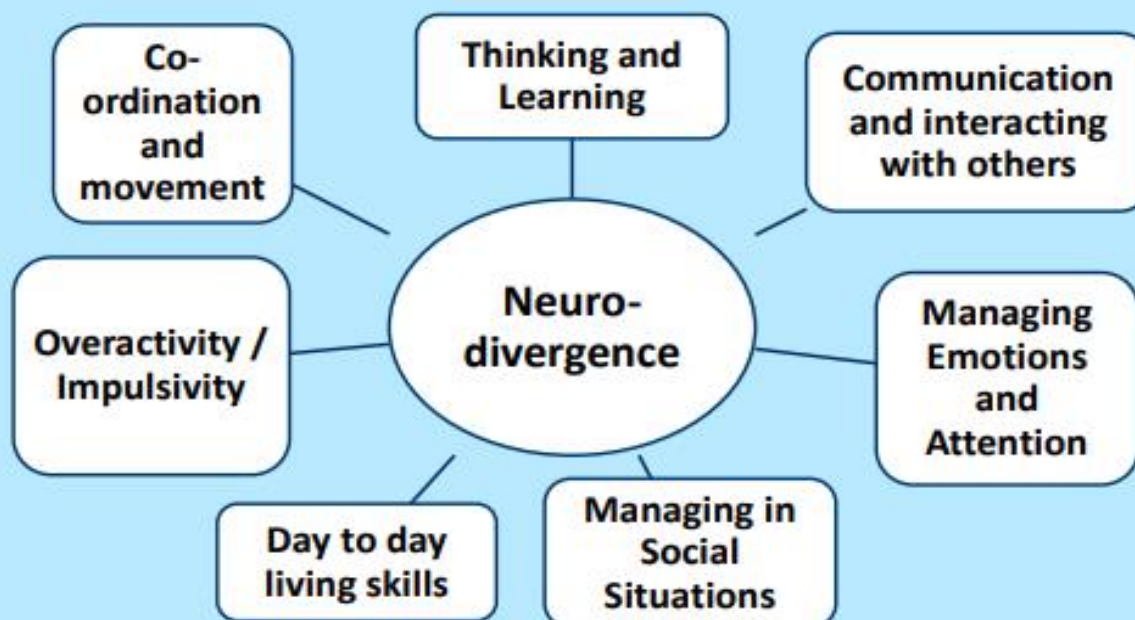 Co-
ordination
and
movement
Thinking and
Learning
Communication
and interacting
with others
Overactivity /
Impulsivity
Neuro-
divergence
Managing
Emotions
and
Attention
Day to day
living skills
Managing in
Social
Situations